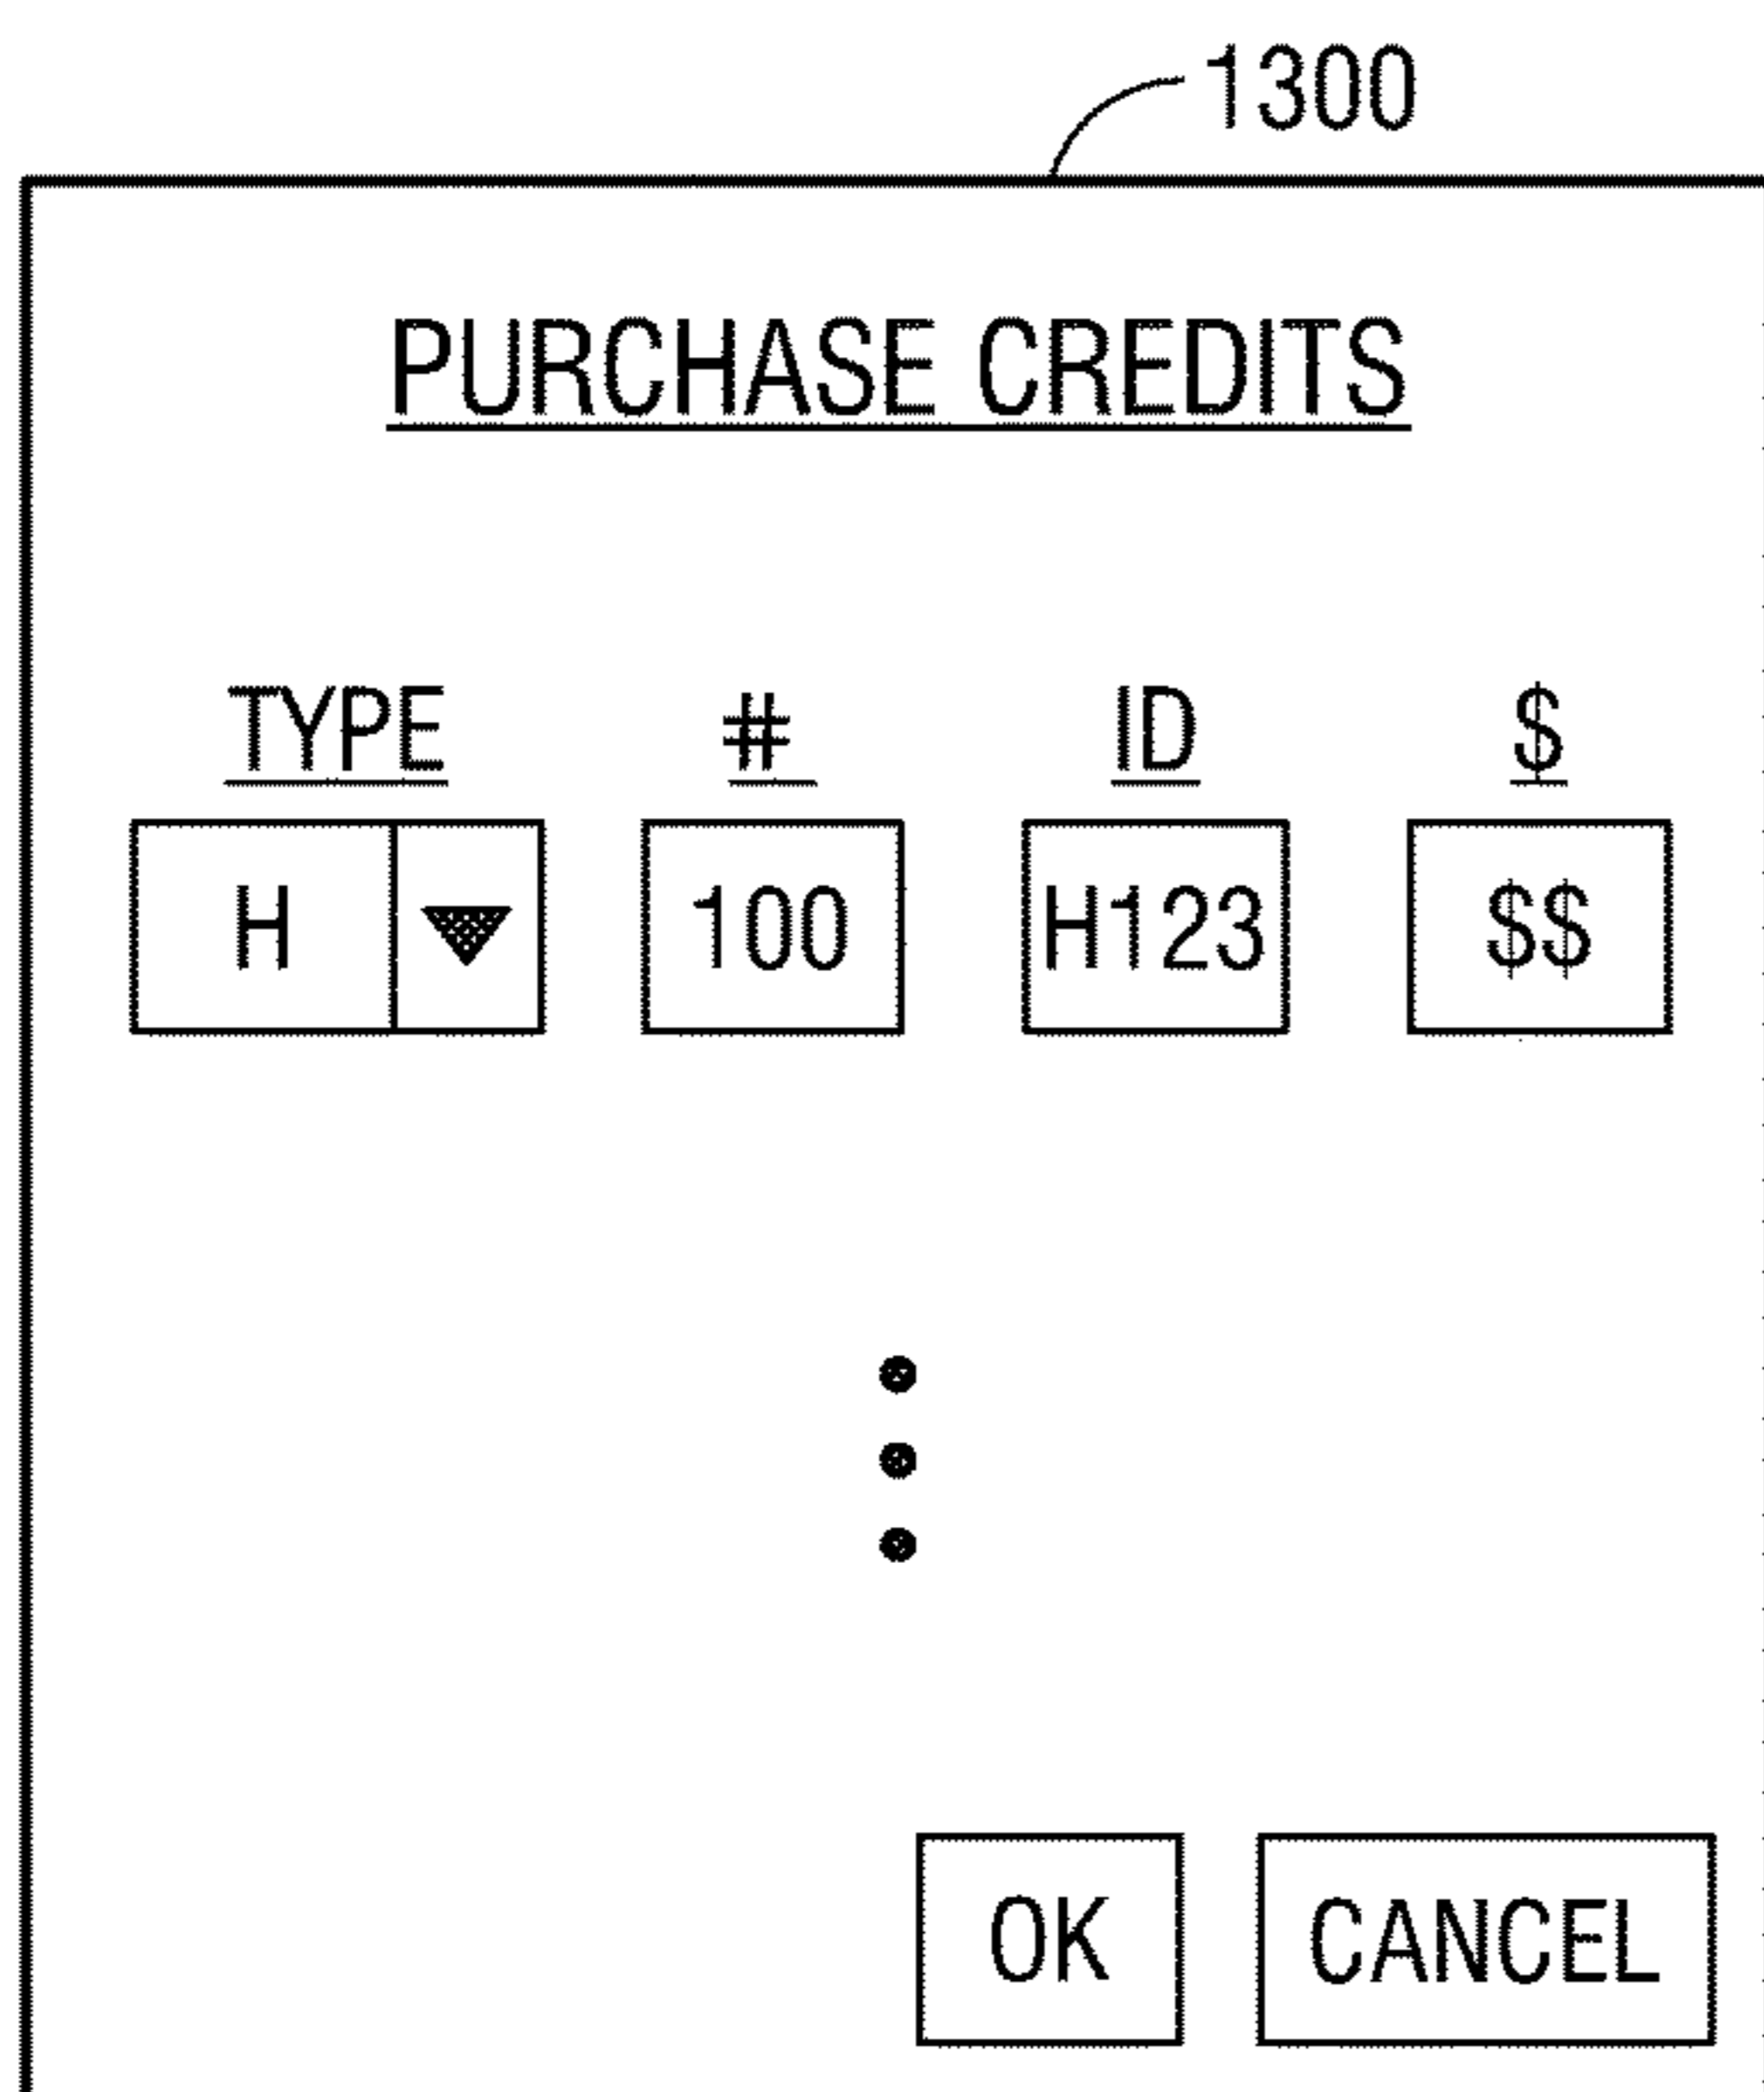 1300
PURCHASE CREDITS
TYPE # ID $
H 100 H123 $$
OK CANCEL